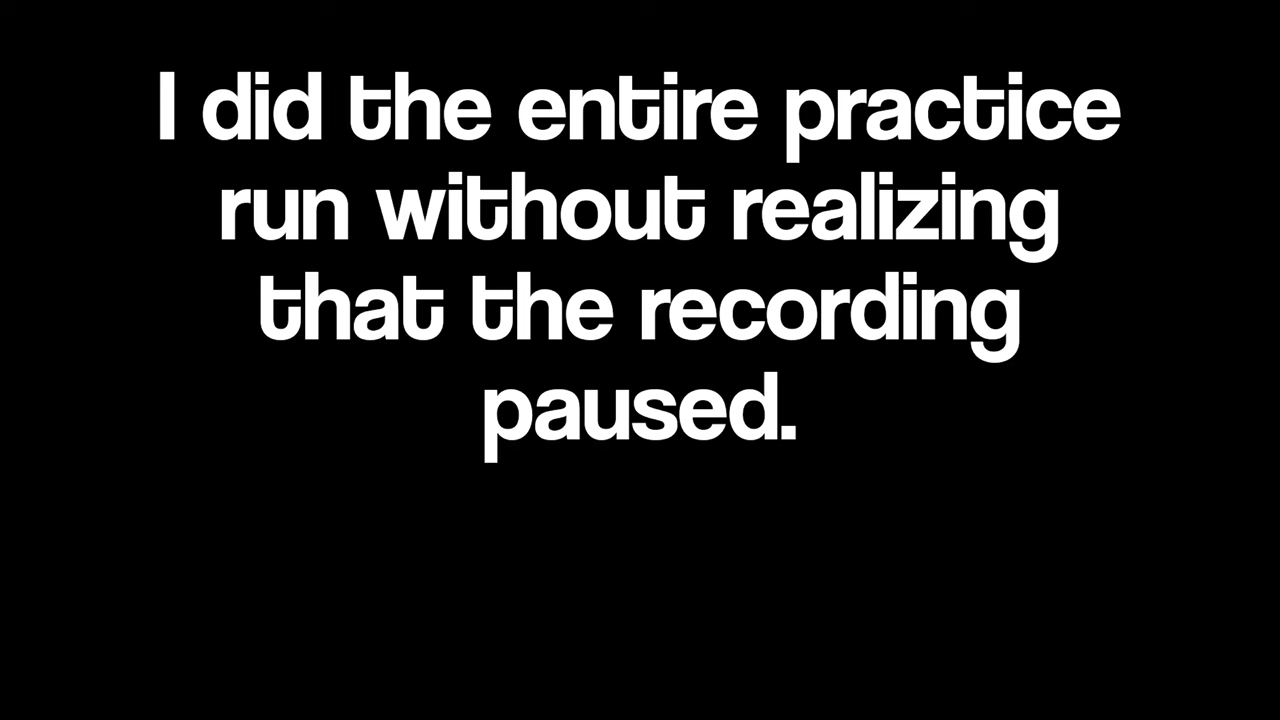 I did the entire practice
run without realizing
that the recording
paused.